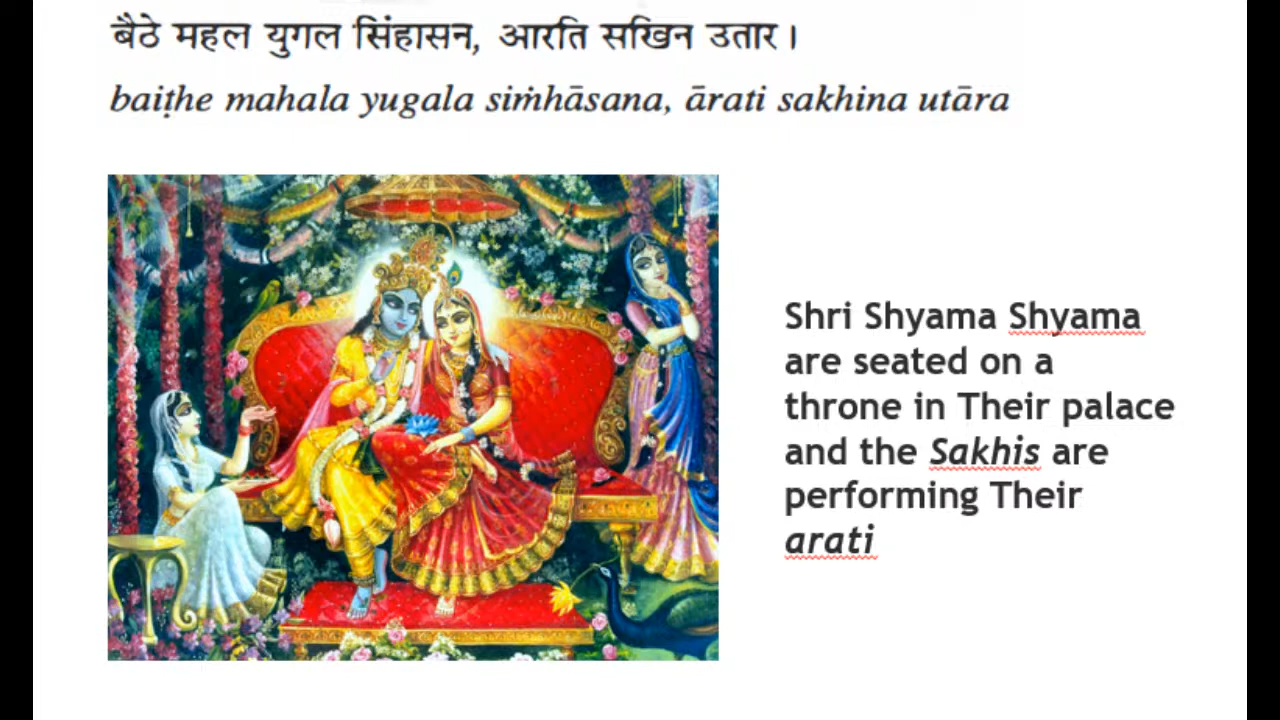 बैठे महल युगल सिंहासन, आरति सखिन उतार।
baiṭhe mahala yugala siṁhāsana, ārati sakhina utāra
Shri Shyama Shyama
are seated on a
throne in Their palace
and the Sakhis are
performing Their
arati